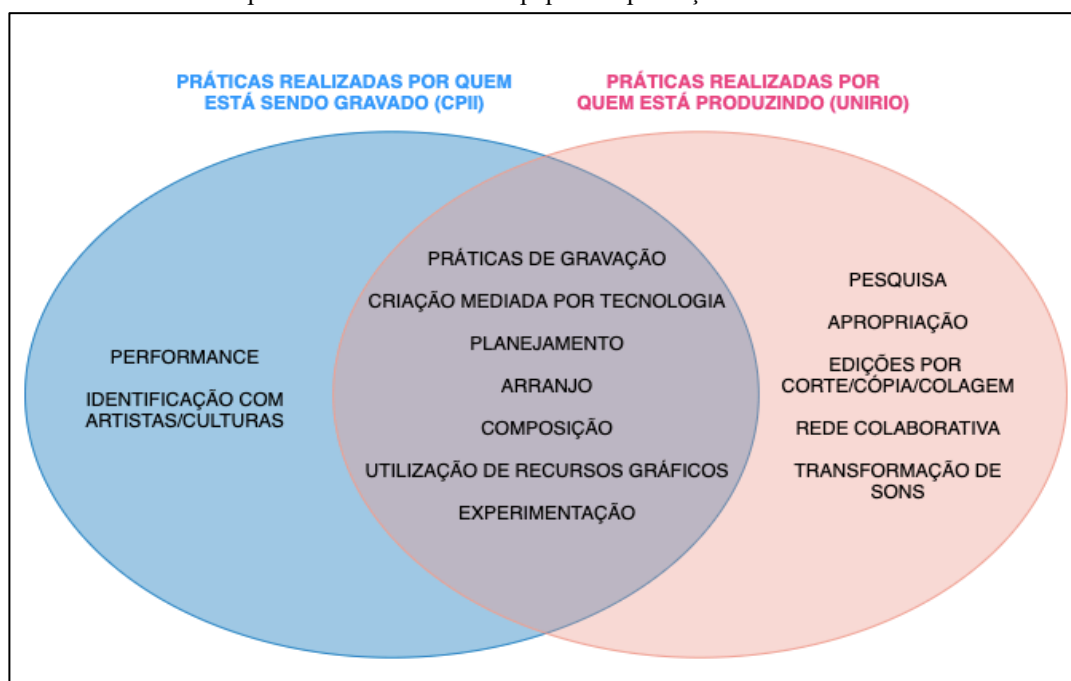 PRÁTICAS REALIZADAS POR QUEM
ESTÁ SENDO GRAVADO (CPII)
PRÁTICAS REALIZADAS POR
QUEM ESTÁ PRODUZINDO (UNIRIO)
PERFORMANCE
IDENTIFICAÇÃO COM
ARTISTAS/CULTURAS
PRÁTICAS DE GRAVAÇÃO
CRIAÇÃO MEDIADA POR TECNOLOGIA
PLANEJAMENTO
ARRANJO
COMPOSIÇÃO
UTILIZAÇÃO DE RECURSOS GRÁFICOS
EXPERIMENTAÇÃO
PESQUISA
APROPRIAÇÃO
EDIÇÕES POR
CORTE/CÓPIA/COLAGEM
REDE COLABORATIVA
TRANSFORMAÇÃO DE
SONS